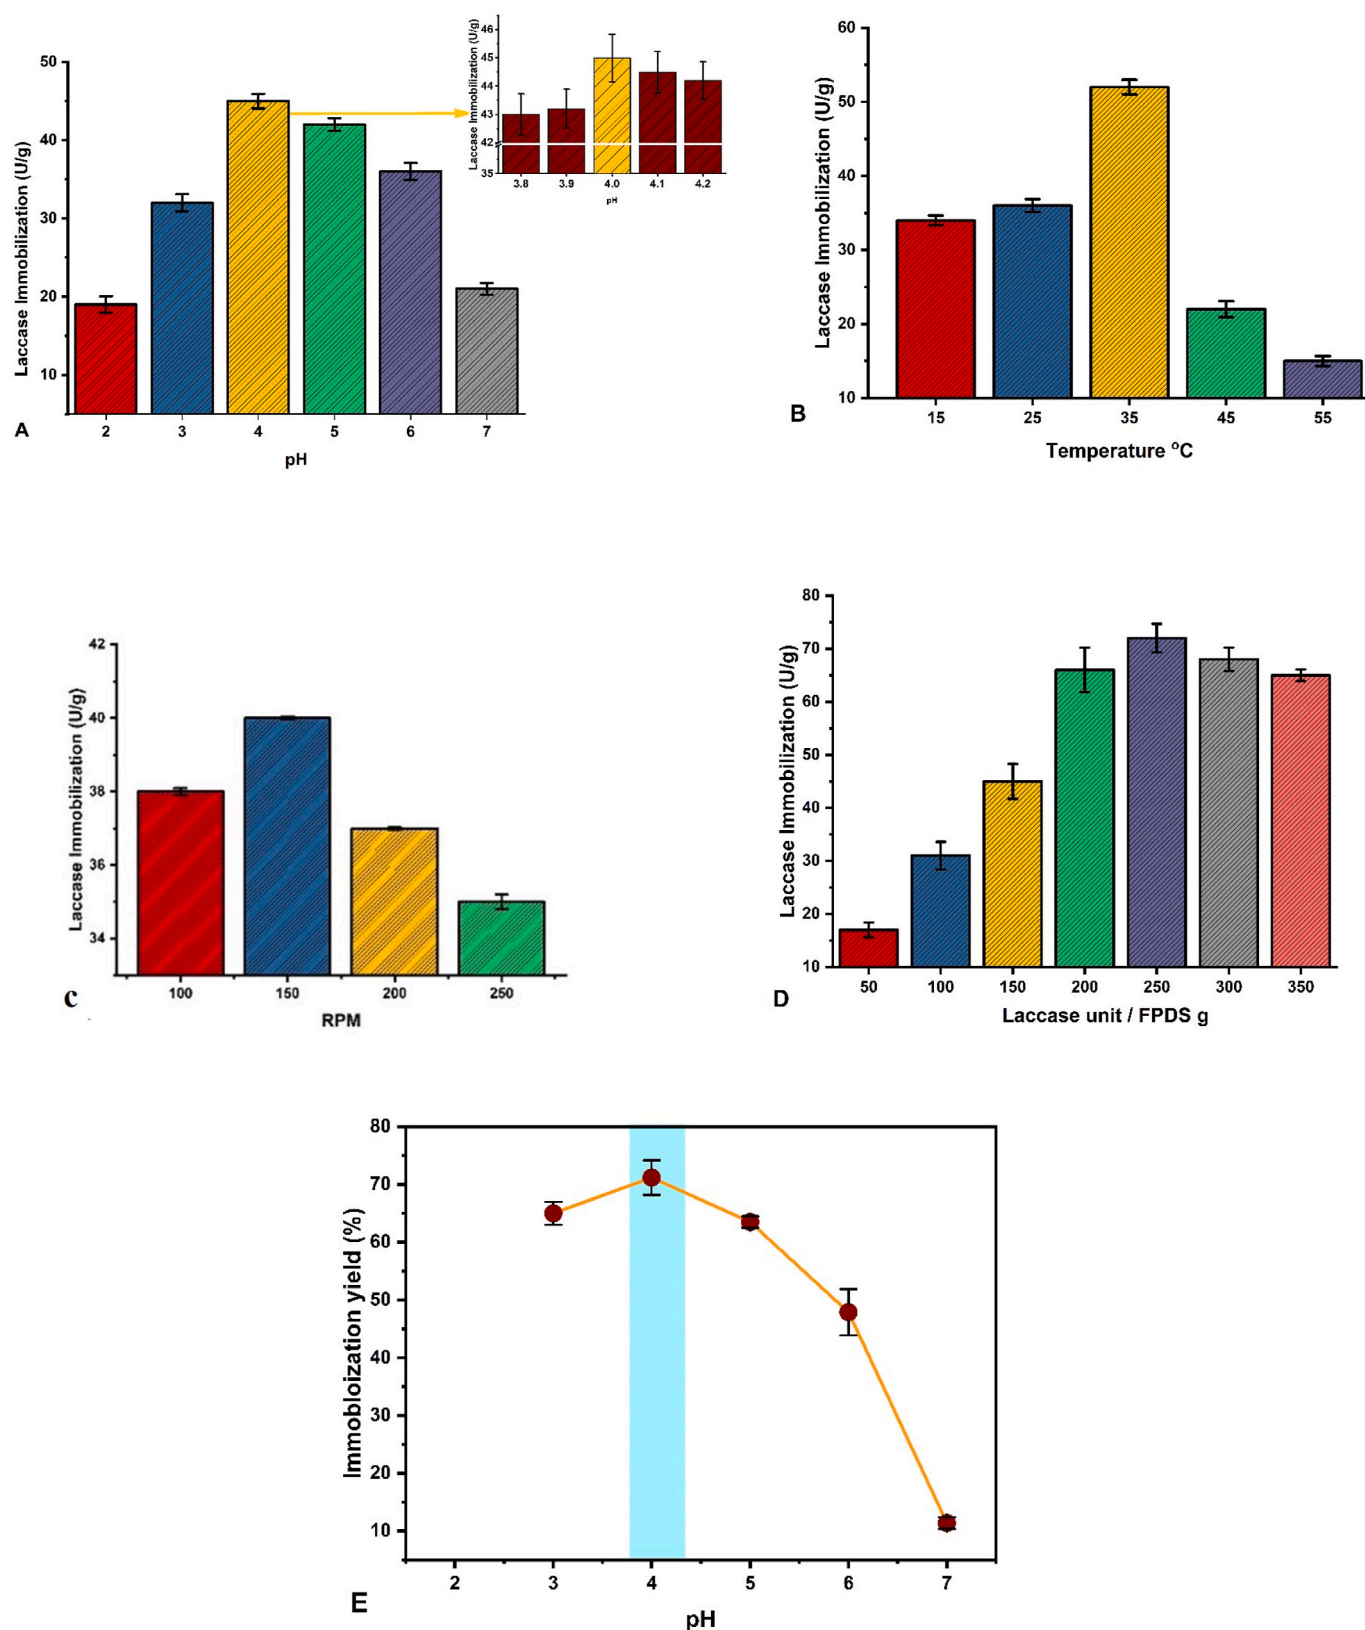 50
40
30
20
10
Laccase Immobilization (U/g)
2 3 4 5 6 7
pH
A
46
45
44
43
42
35
Laccase Immobilization (U/g)
3.8 3.9 4.0 4.1 4.2
pH
60
50
40
30
20
10
Laccase Immobilization (U/g)
15 25 35 45 55
Temperature °C
B
42
40
38
36
34
Laccase Immobilization (U/g)
100 150 200 250
RPM
C
80
70
60
50
40
30
20
10
Laccase Immobilization (U/g)
50 100 150 200 250 300 350
Laccase unit / FPDS g
D
80
70
60
50
40
30
20
10
Immobloization yield (%)
2 3 4 5 6 7
pH
E